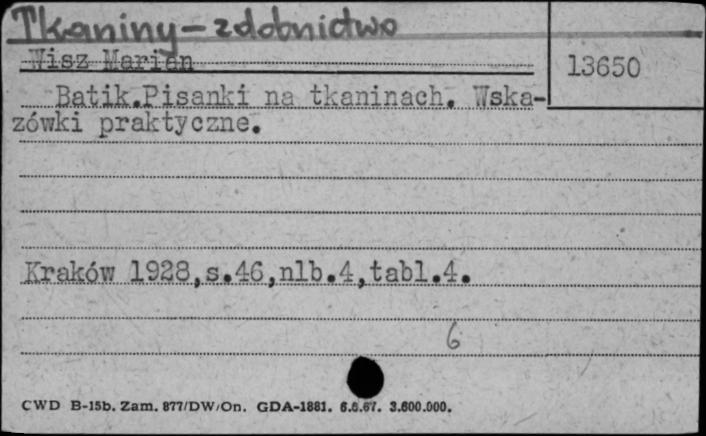 Tkaniny – zdobnictwo
Wisz Marian
13650
Batik.Pisanki na tkaninach. Wska-
zówki praktyczne.
Kraków 1928,s.46,nlb.4,tabl.4.
6
CWD B-15b. Zam. 877/DW/On. GDA-1881. 6.6.67. 3.600.000.